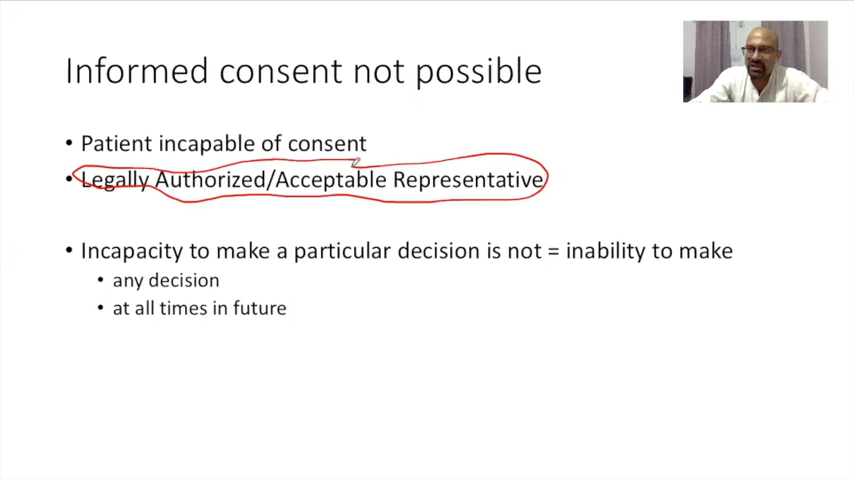 Informed consent not possible
• Patient incapable of consent
• Legally Authorized/Acceptable Representative
• Incapacity to make a particular decision is not = inability to make
• any decision
• at all times in future